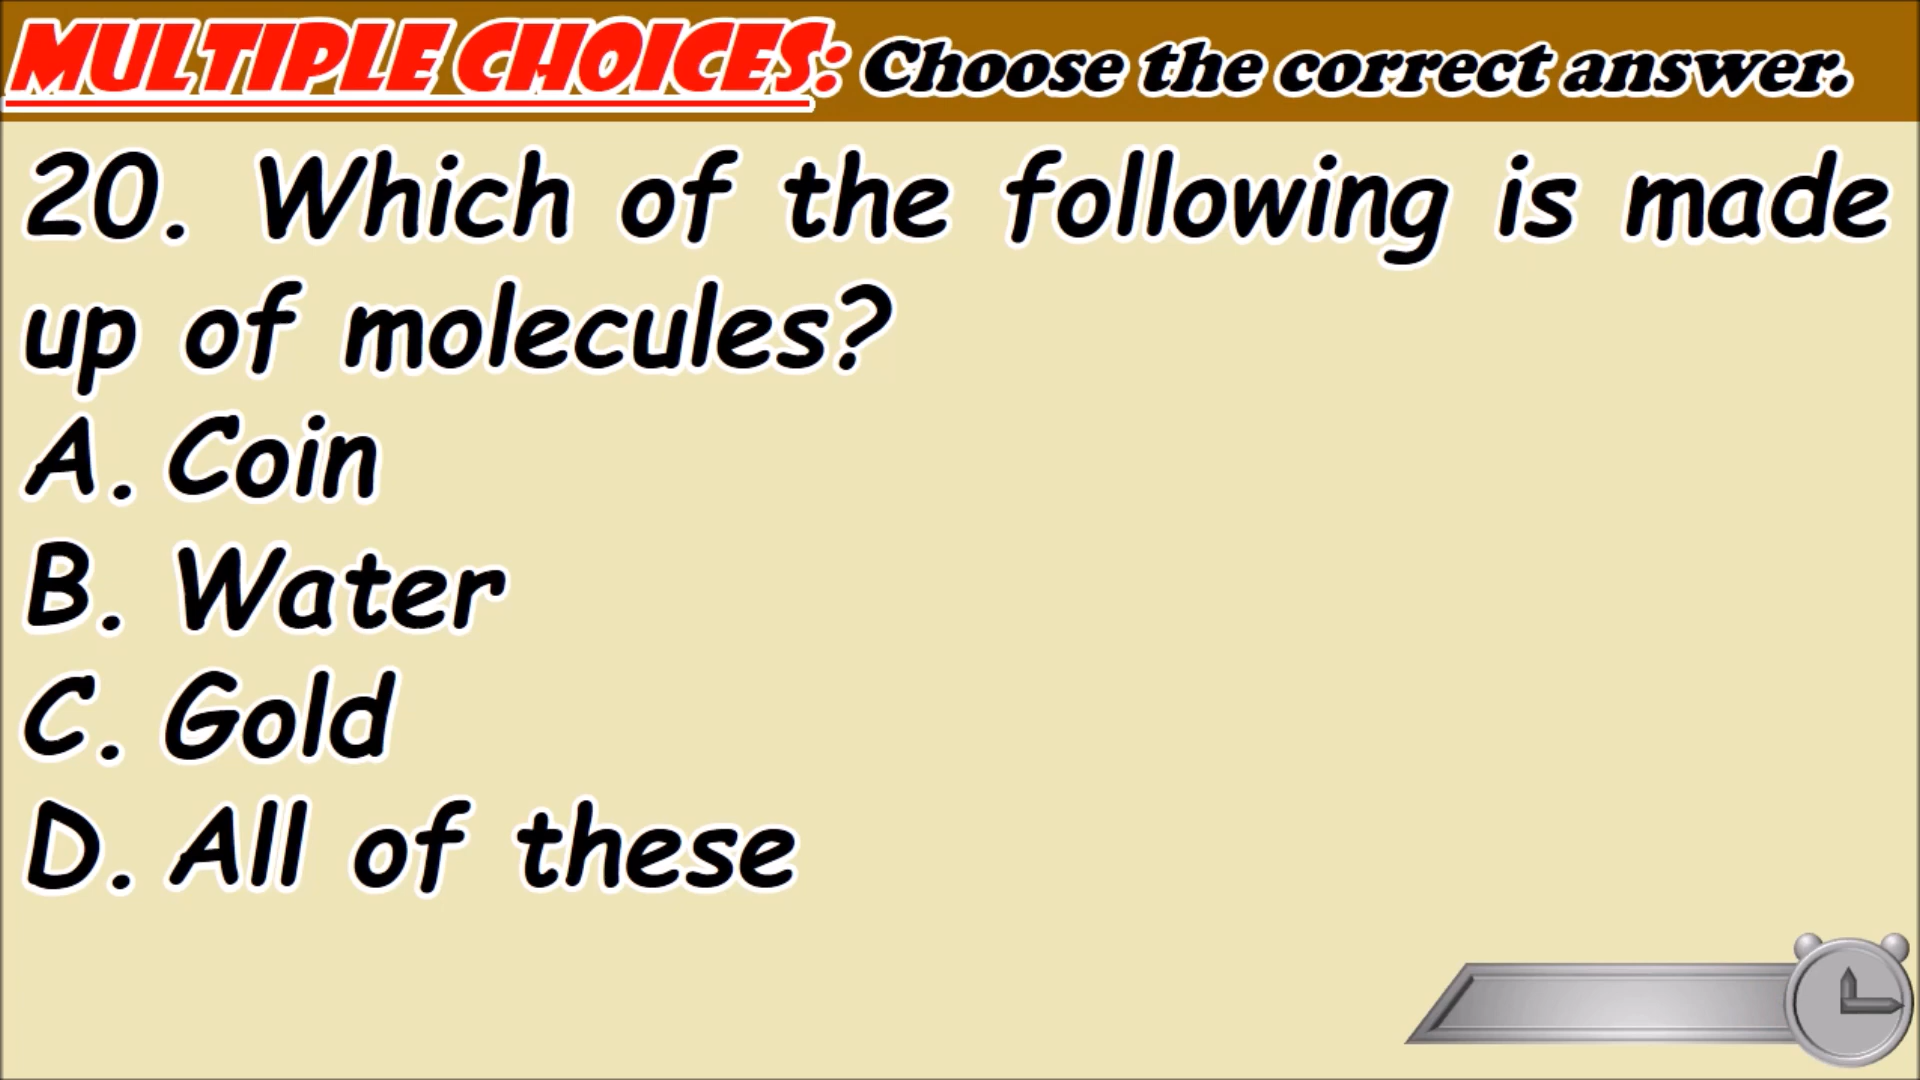 MULTIPLE CHOICES: Choose the correct answer.
20. Which of the following is made
up of molecules?
A. Coin
B. Water
C. Gold
D. All of these